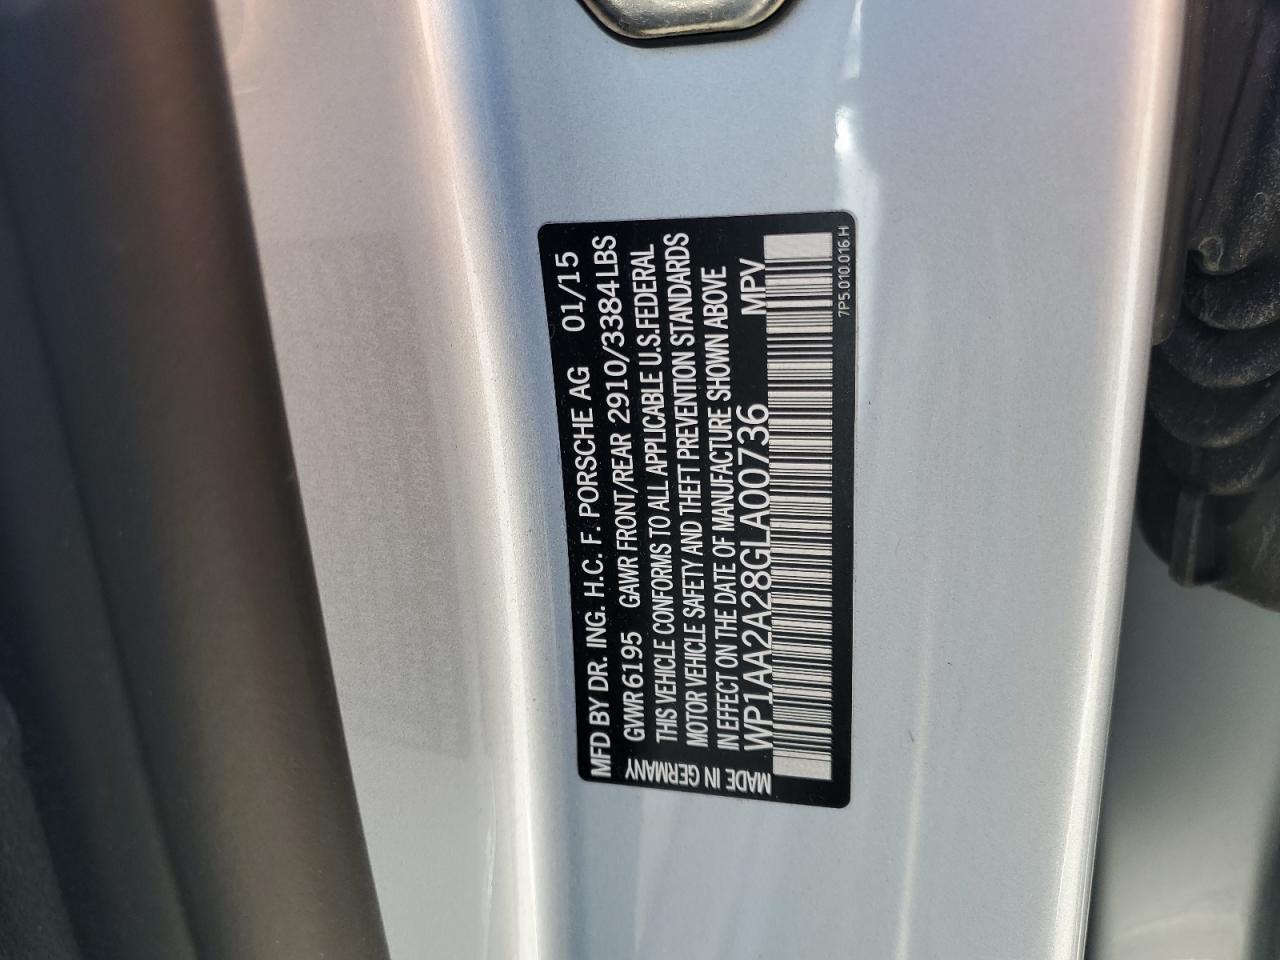 MFD BY DR. ING. H.C. F. PORSCHE AG 01/15
GVWR 6195 GAWR FRONT/REAR 2910/3384 LBS
THIS VEHICLE CONFORMS TO ALL APPLICABLE U.S.FEDERAL
MOTOR VEHICLE SAFETY AND THEFT PREVENTION STANDARDS
IN EFFECT ON THE DATE OF MANUFACTURE SHOWN ABOVE
WP1AA2A28GLA00736 MPV
MADE IN GERMANY
7P5.010.016.H